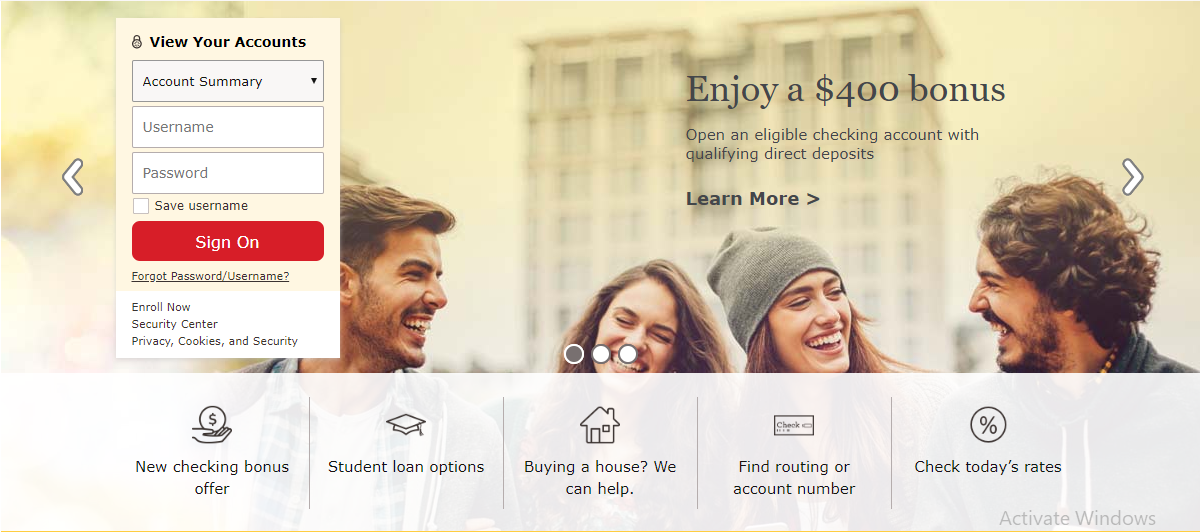 View Your Accounts
Account Summary
Username
Password
Save username
Sign On
Forgot Password/Username?
Enroll Now
Security Center
Privacy, Cookies, and Security
Enjoy a $400 bonus
Open an eligible checking account with
qualifying direct deposits
Learn More >
$
New checking bonus
offer
Student loan options
Buying a house? We
can help.
Check
Find routing or
account number
%
Check today’s rates
Activate Windows